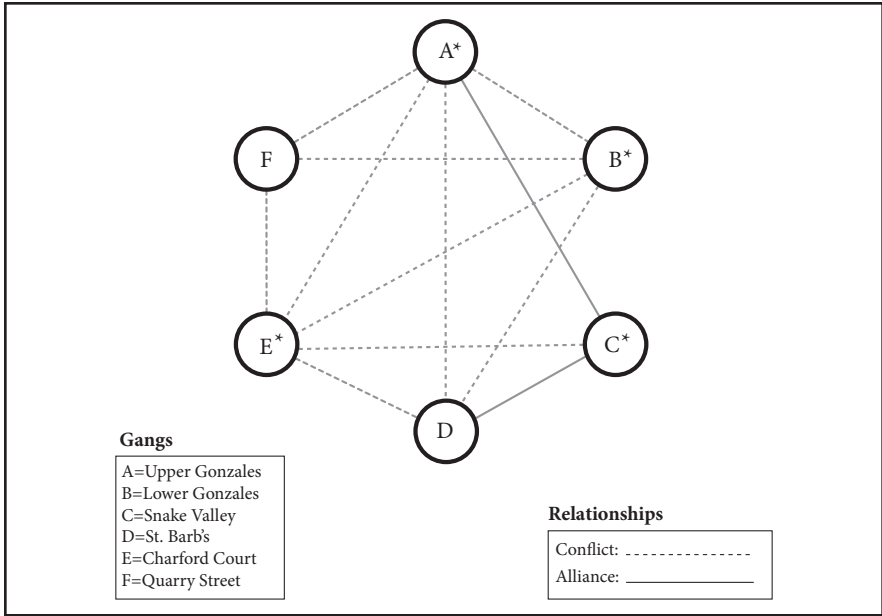 A*
F
B*
E*
C*
D
Gangs
A=Upper Gonzales
B=Lower Gonzales
C=Snake Valley
D=St. Barb's
E=Charford Court
F=Quarry Street
Relationships
Conflict:
Alliance: